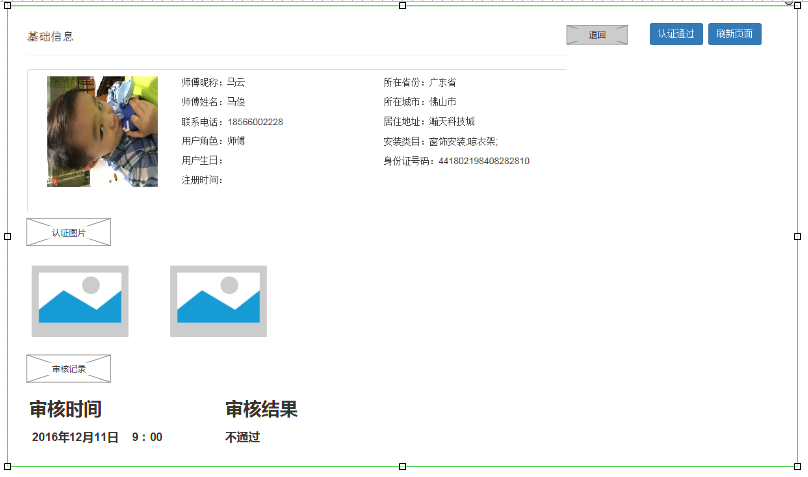 基础信息
退回
认证通过
刷新页面
师傅昵称：马云
所在省份：广东省
师傅姓名：马俊
所在城市：佛山市
联系电话：18566002228
居住地址：瀚天科技城
用户角色：师傅
安装类目：窗饰安装;晾衣架;
用户生日：
身份证号码：441802198408282810
注册时间：
认证图片
审核记录
审核时间
审核结果
2016年12月11日 9：00
不通过